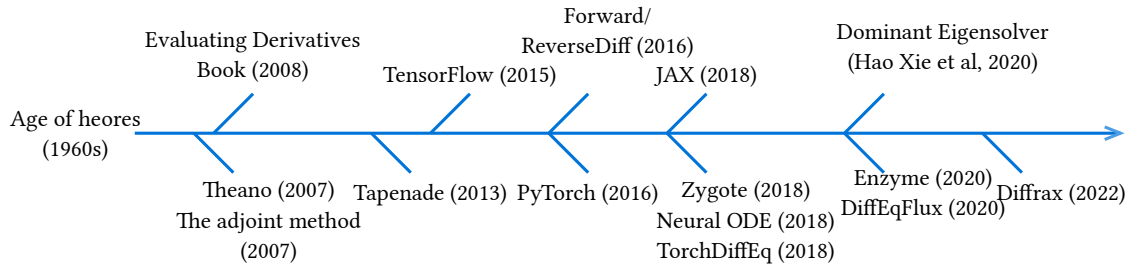 Forward/
ReverseDiff (2016)
Evaluating Derivatives
Book (2008)
TensorFlow (2015)
JAX (2018)
Dominant Eigensolver
(Hao Xie et al, 2020)
Age of heores
(1960s)
Theano (2007)
The adjoint method
(2007)
Tapenade (2013)
PyTorch (2016)
Zygote (2018)
Neural ODE (2018)
TorchDiffEq (2018)
Enzyme (2020)
DiffEqFlux (2020)
Diffrax (2022)